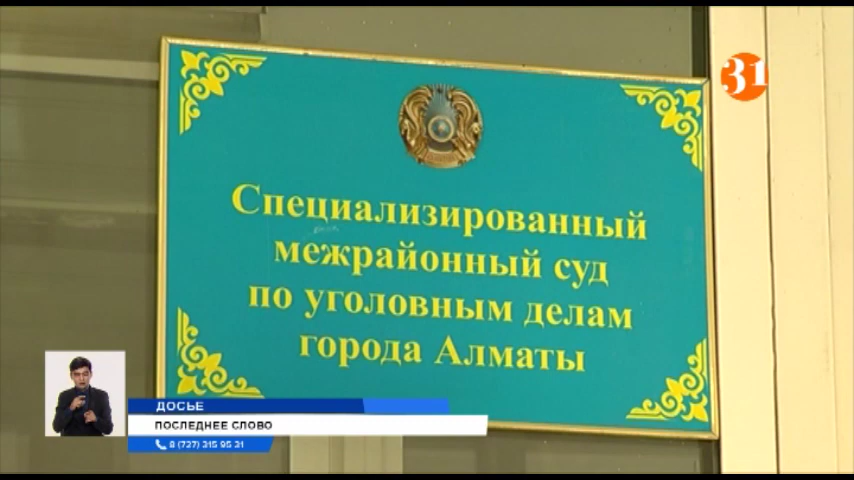 31
Специализированный
межрайонный суд
по уголовным делам
города Алматы
ДОСЬЕ
ПОСЛЕДНЕЕ СЛОВО
8 (727) 315 95 31